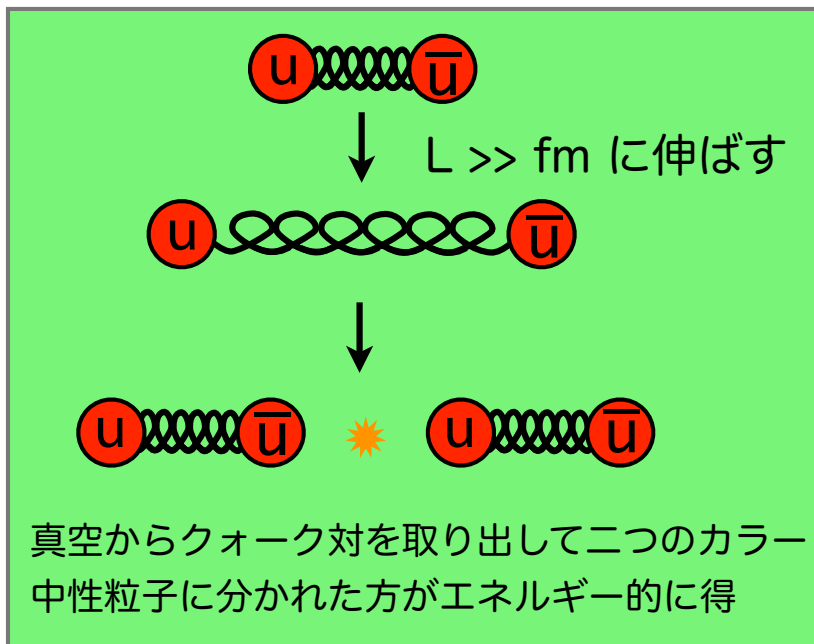 u u̅
L >> fm に伸ばす
u u̅
u u̅ u u̅
真空からクォーク対を取り出して二つのカラー
中性粒子に分かれた方がエネルギー的に得